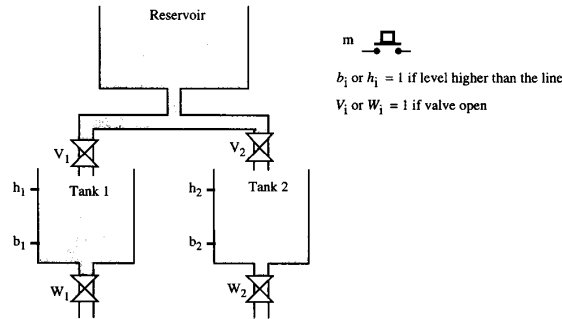 Reservoir
m
bᵢ or hᵢ = 1 if level higher than the line
Vᵢ or Wᵢ = 1 if valve open
V₁
V₂
h₁
Tank 1
h₂
Tank 2
b₁
b₂
W₁
W₂